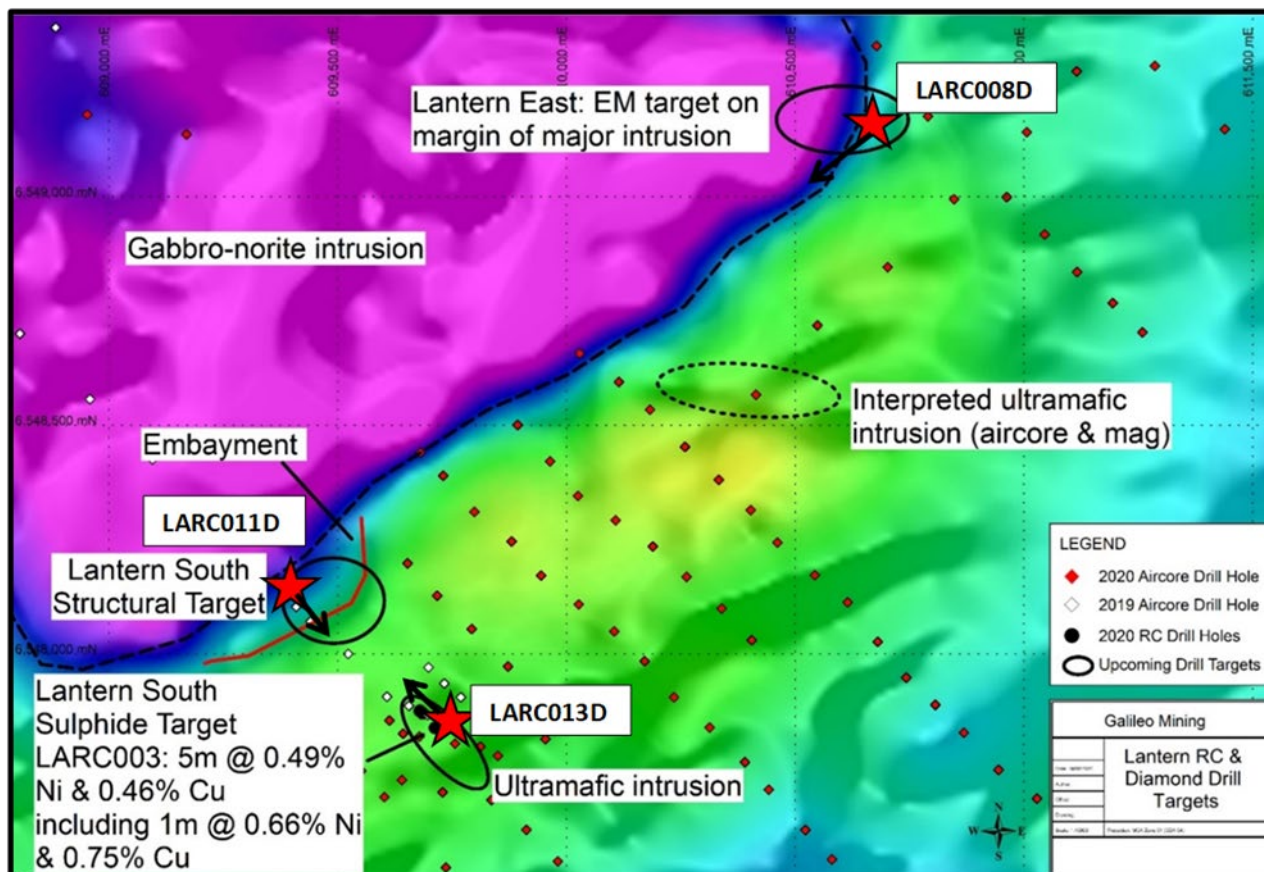 609,000 mE
609,500 mE
610,500 mE
611,500 mE
LARC008D
Lantern East: EM target on
margin of major intrusion
6,549,000 mN
Gabbro-norite intrusion
Interpreted ultramafic
intrusion (aircore & mag)
6,548,500 mN
Embayment
LARC011D
Lantern South
Structural Target
6,548,000 mN
LARC013D
Ultramafic intrusion
Lantern South
Sulphide Target
LARC003: 5m @ 0.49%
Ni & 0.46% Cu
including 1m @ 0.66% Ni
& 0.75% Cu
LEGEND
2020 Aircore Drill Hole
2019 Aircore Drill Hole
2020 RC Drill Holes
Upcoming Drill Targets
N
W E
S
Galileo Mining
Lantern RC &
Diamond Drill
Targets